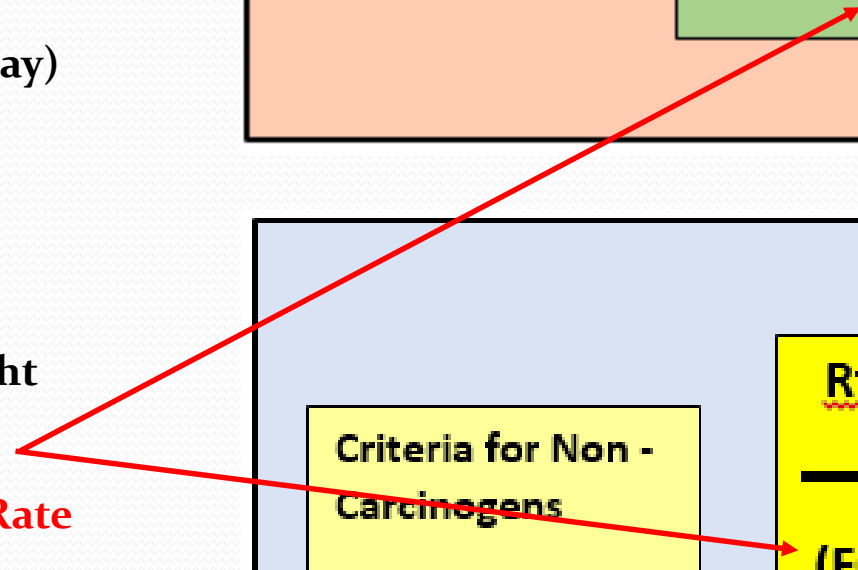 ay)
ht
Criteria for Non -
Carcinogens
Rate